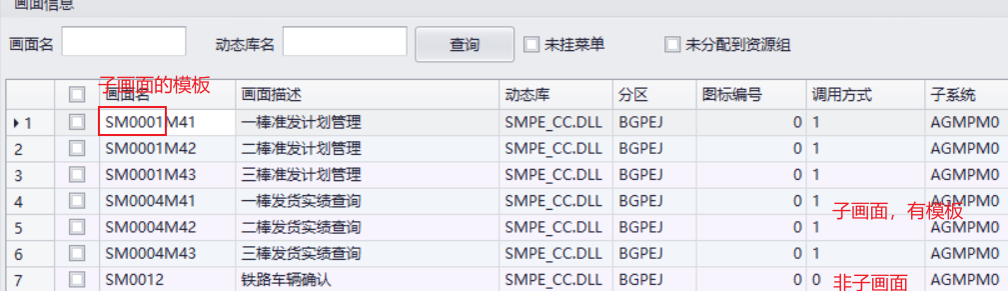 画面信息
画面名 动态库名 查询 未挂菜单 未分配到资源组
子画面的模板
画面名 画面描述 动态库 分区 图标编号 调用方式 子系统
1 SM0001M41 一棒准发计划管理 SMPE_CC.DLL BGPEJ 0 1 AGMPM0
2 SM0001M42 二棒准发计划管理 SMPE_CC.DLL BGPEJ 0 1 AGMPM0
3 SM0001M43 三棒准发计划管理 SMPE_CC.DLL BGPEJ 0 1 AGMPM0
4 SM0004M41 一棒发货实绩查询 SMPE_CC.DLL BGPEJ 0 1 AGMPM0
子画面，有模板
5 SM0004M42 二棒发货实绩查询 SMPE_CC.DLL BGPEJ 0 1 AGMPM0
6 SM0004M43 三棒发货实绩查询 SMPE_CC.DLL BGPEJ 0 1 AGMPM0
7 SM0012 铁路车辆确认 SMPE_CC.DLL BGPEJ 0 0 AGMPM0
非子画面